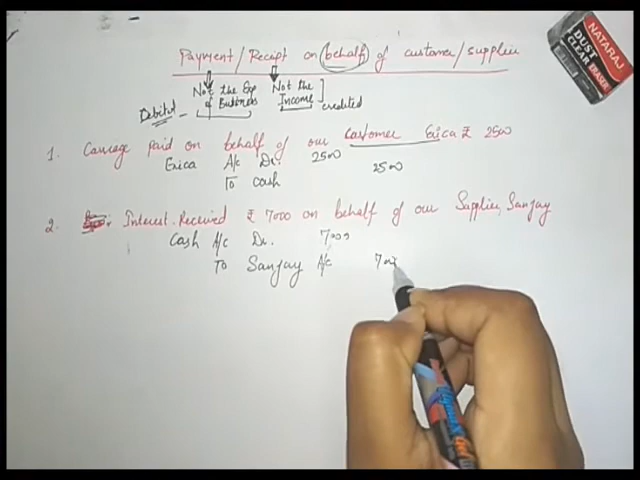 Payment/Receipt on behalf of customer/supplier
Not the Exp of Business
Not the Income
Debited
credited
1. Carriage paid on behalf of our Customer Erica ₹ 2500
Erica A/c Dr. 2500
To cash 2500
2. Interest Received ₹ 7000 on behalf of our Supplier, Sanjay
Cash A/c Dr. 7000
To Sanjay A/c 700
NATARAJ
DUST
CLEAR
ERASER